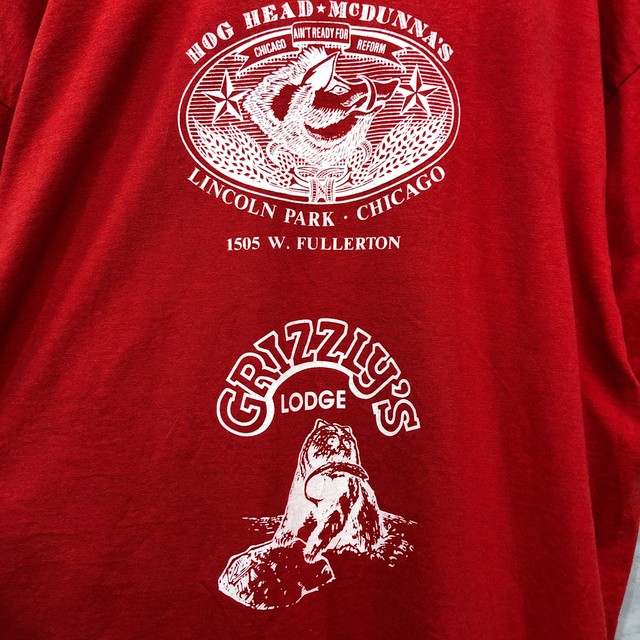 HOG HEAD★McDUNNA'S
AIN'T READY FOR
CHICAGO REFORM
LINCOLN PARK · CHICAGO
1505 W. FULLERTON
GRIZZLY'S
LODGE